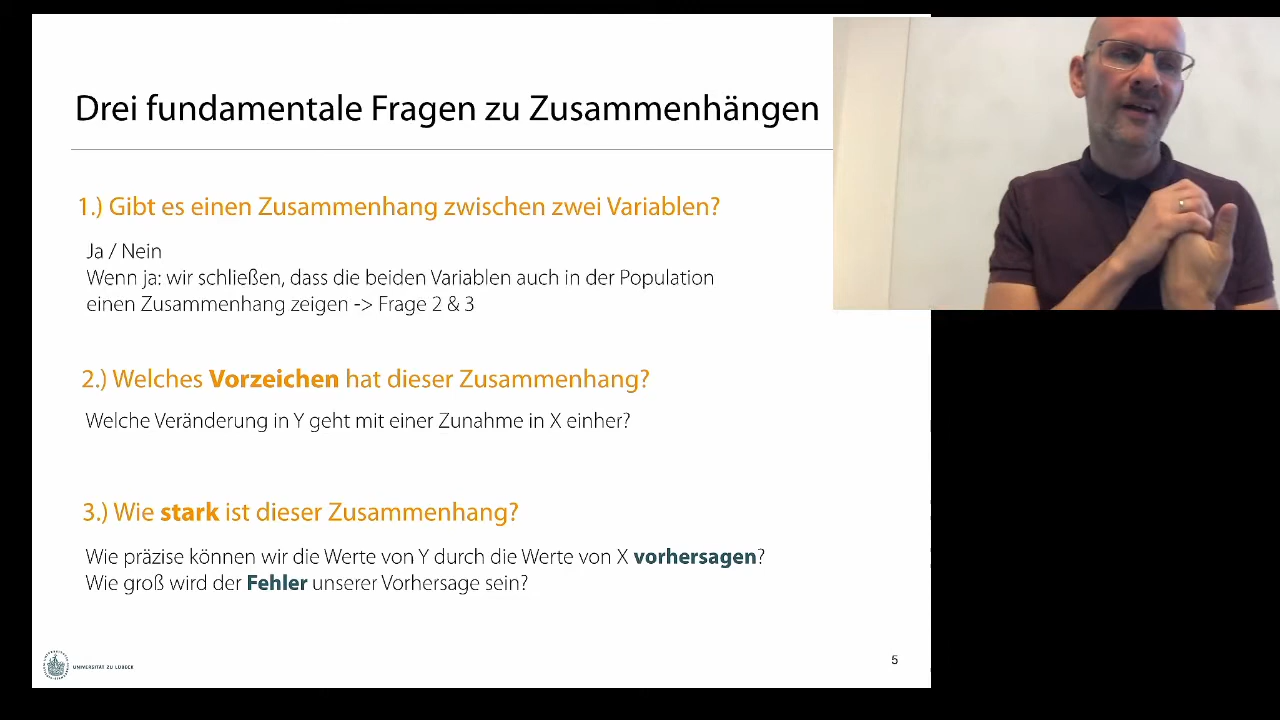 Drei fundamentale Fragen zu Zusammenhängen
1.) Gibt es einen Zusammenhang zwischen zwei Variablen?
Ja / Nein
Wenn ja: wir schließen, dass die beiden Variablen auch in der Population
einen Zusammenhang zeigen -> Frage 2 & 3
2.) Welches Vorzeichen hat dieser Zusammenhang?
Welche Veränderung in Y geht mit einer Zunahme in X einher?
3.) Wie stark ist dieser Zusammenhang?
Wie präzise können wir die Werte von Y durch die Werte von X vorhersagen?
Wie groß wird der Fehler unserer Vorhersage sein?
UNIVERSITÄT ZU LÜBECK
5